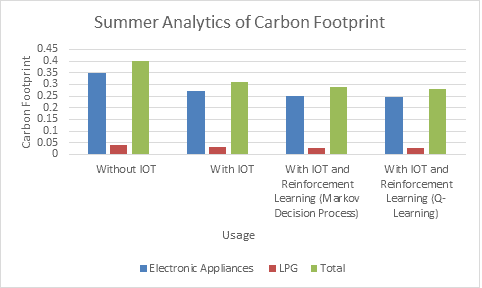 Summer Analytics of Carbon Footprint
Carbon Footprint
0.45
0.4
0.35
0.3
0.25
0.2
0.15
0.1
0.05
0
Without IOT
With IOT
With IOT and
Reinforcement
Learning (Markov
Decision Process)
With IOT and
Reinforcement
Learning (Q-
Learning)
Usage
Electronic Appliances
LPG
Total